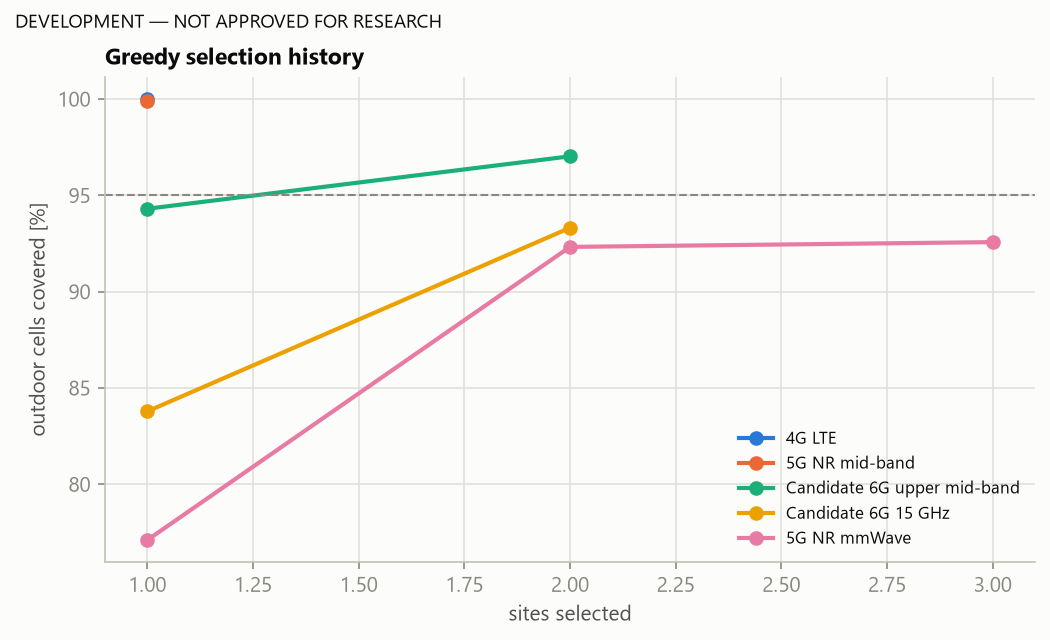 DEVELOPMENT — NOT APPROVED FOR RESEARCH
Greedy selection history
100
95
90
85
80
outdoor cells covered [%]
4G LTE
5G NR mid-band
Candidate 6G upper mid-band
Candidate 6G 15 GHz
5G NR mmWave
1.00 1.25 1.50 1.75 2.00 2.25 2.50 2.75 3.00
sites selected